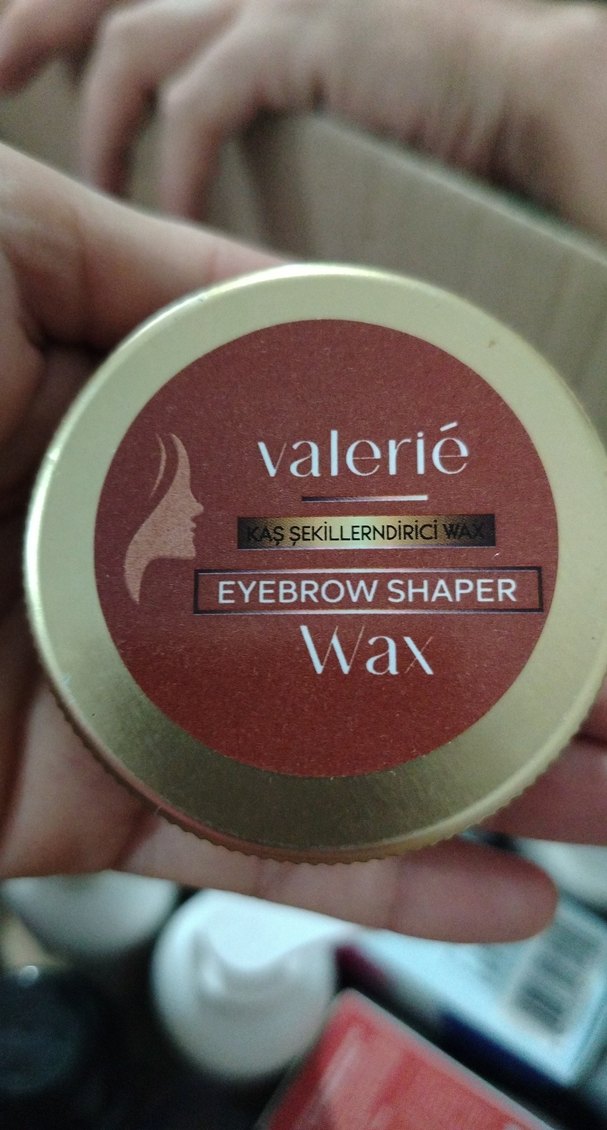 valerié
KAŞ ŞEKİLLERNDİRİCİ WAX
EYEBROW SHAPER
Wax